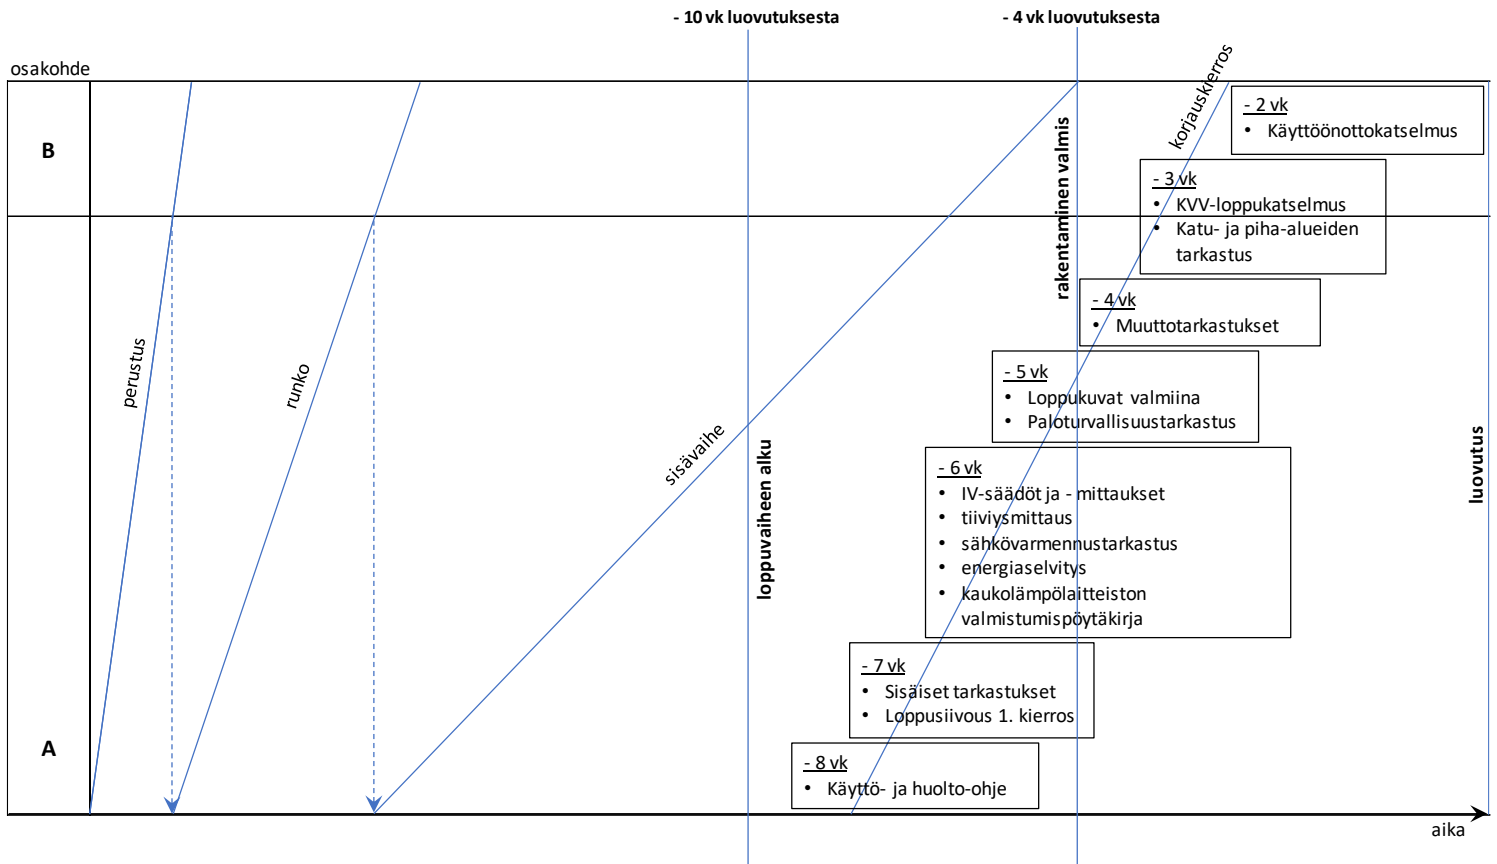 - 10 vk luovutuksesta
- 4 vk luovutuksesta
osakohde
korjauskierros
- 2 vk
• Käyttöönottokatselmus
B
rakentaminen valmis
- 3 vk
• KVV-loppukatselmus
• Katu- ja piha-alueiden
tarkastus
- 4 vk
• Muuttotarkastukset
perustus
runko
- 5 vk
• Loppukuvat valmiina
• Paloturvallisuustarkastus
sisävaihe
loppuvaiheen alku
luovutus
- 6 vk
• IV-säädöt ja - mittaukset
• tiiviysmittaus
• sähkövarmennustarkastus
• energiaselvitys
• kaukolämpölaitteiston
valmistumispöytäkirja
- 7 vk
• Sisäiset tarkastukset
• Loppusiivous 1. kierros
A
- 8 vk
• Käyttö- ja huolto-ohje
aika